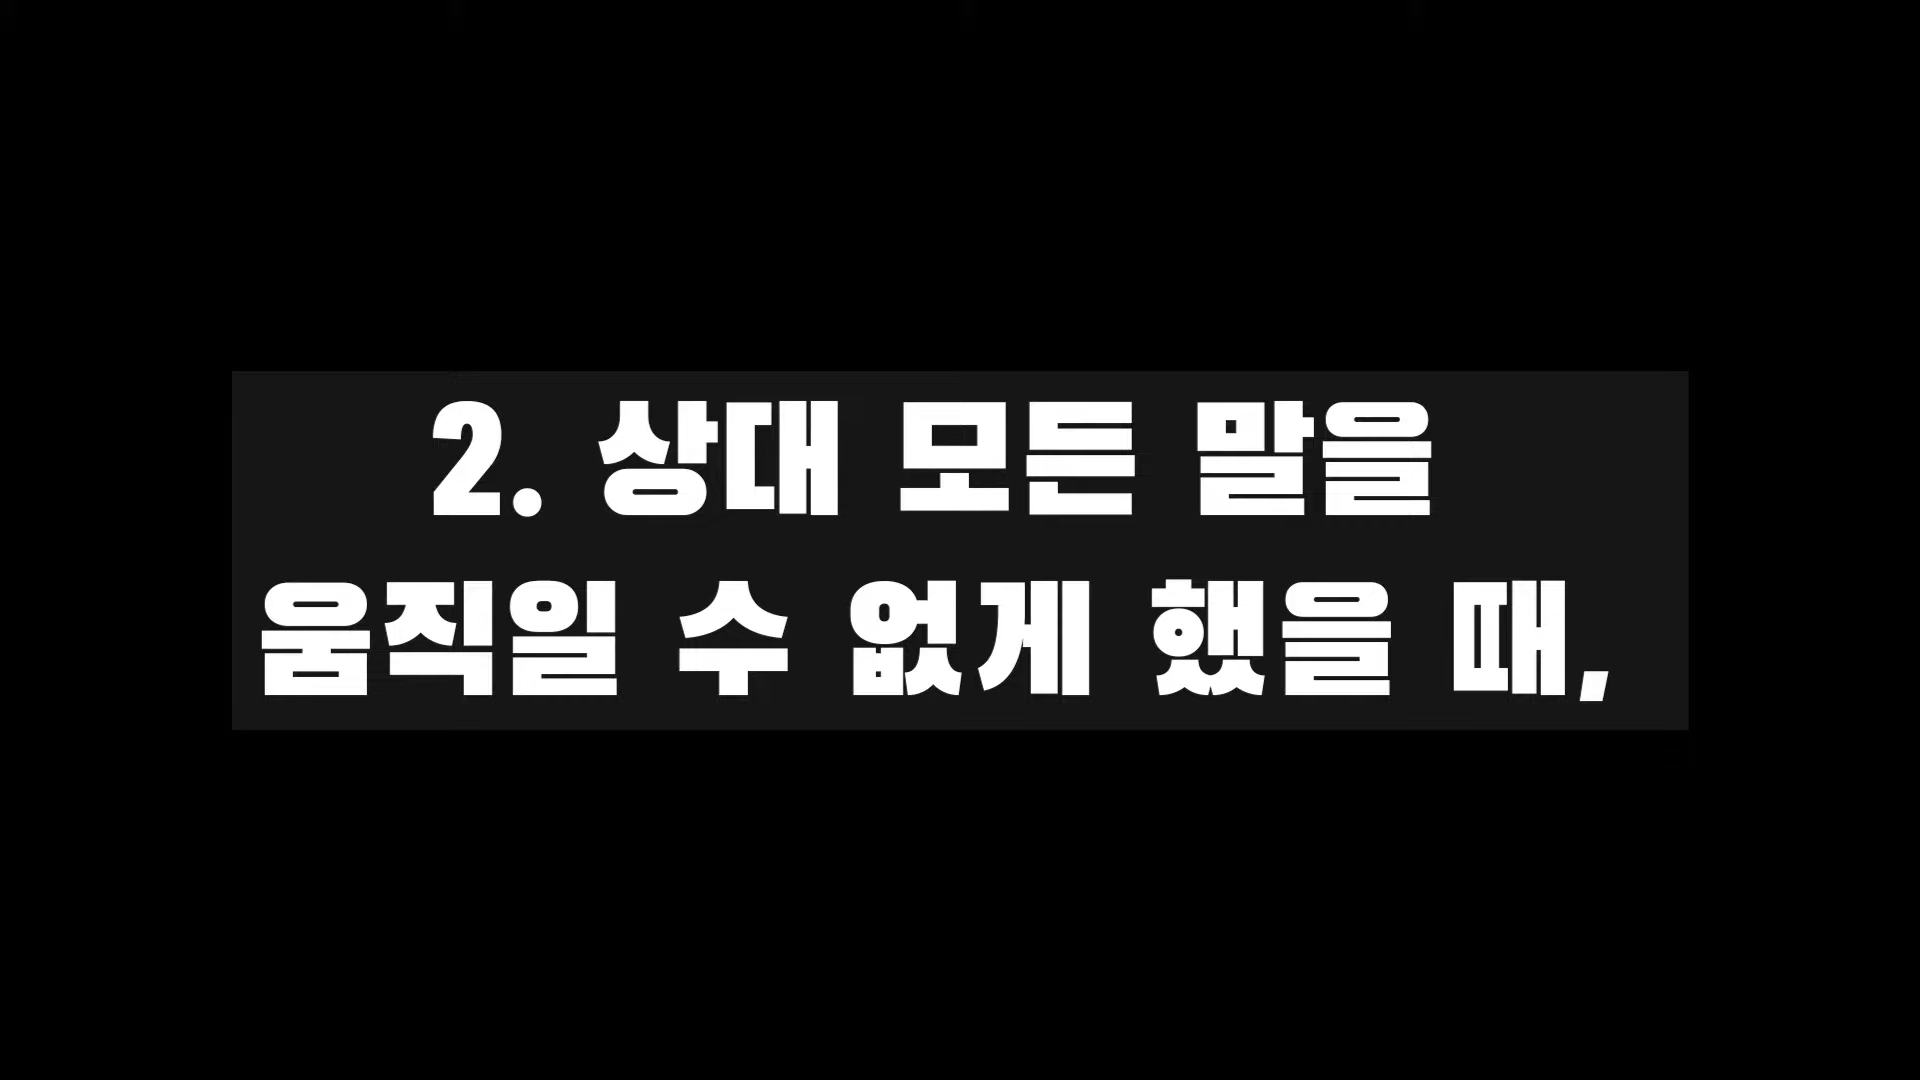 2. 상대 모든 말을
움직일 수 없게 했을 때,